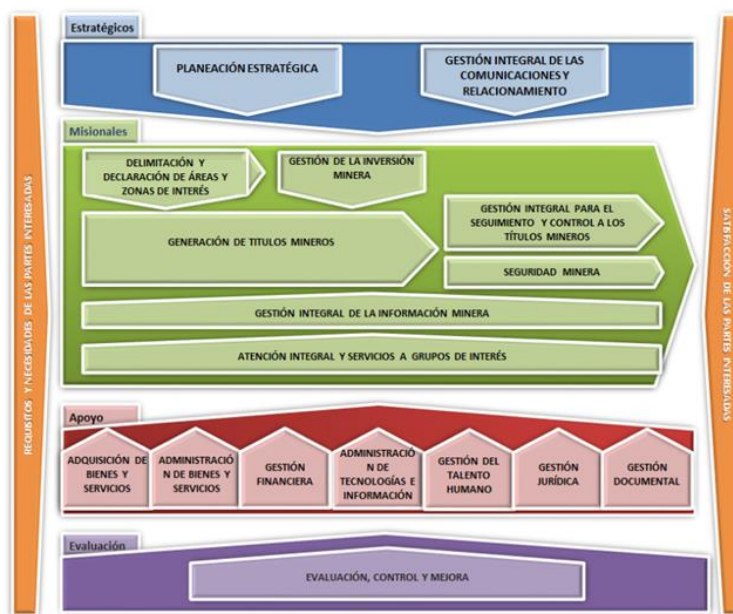 Estratégicos
PLANEACIÓN ESTRATÉGICA
GESTIÓN INTEGRAL DE LAS
COMUNICACIONES Y
RELACIONAMIENTO
Misionales
DELIMITACIÓN Y
DECLARACIÓN DE ÁREAS Y
ZONAS DE INTERÉS
GESTIÓN DE LA INVERSIÓN
MINERA
GENERACIÓN DE TITULOS MINEROS
GESTIÓN INTEGRAL PARA EL
SEGUIMIENTO Y CONTROL A LOS
TÍTULOS MINEROS
SEGURIDAD MINERA
GESTIÓN INTEGRAL DE LA INFORMACIÓN MINERA
ATENCIÓN INTEGRAL Y SERVICIOS A GRUPOS DE INTERÉS
Apoyo
ADQUISICIÓN DE
BIENES Y
SERVICIOS
ADMINISTRACIÓ
N DE BIENES Y
SERVICIOS
GESTIÓN
FINANCIERA
ADMINISTRACIÓ
N DE
TECNOLOGÍAS E
INFORMACIÓN
GESTIÓN DEL
TALENTO
HUMANO
GESTIÓN
JURÍDICA
GESTIÓN
DOCUMENTAL
Evaluación
EVALUACIÓN, CONTROL Y MEJORA
REQUISITOS Y NECESIDADES DE LAS PARTES INTERESADAS
SATISFACCIÓN DE LAS PARTES INTERESADAS